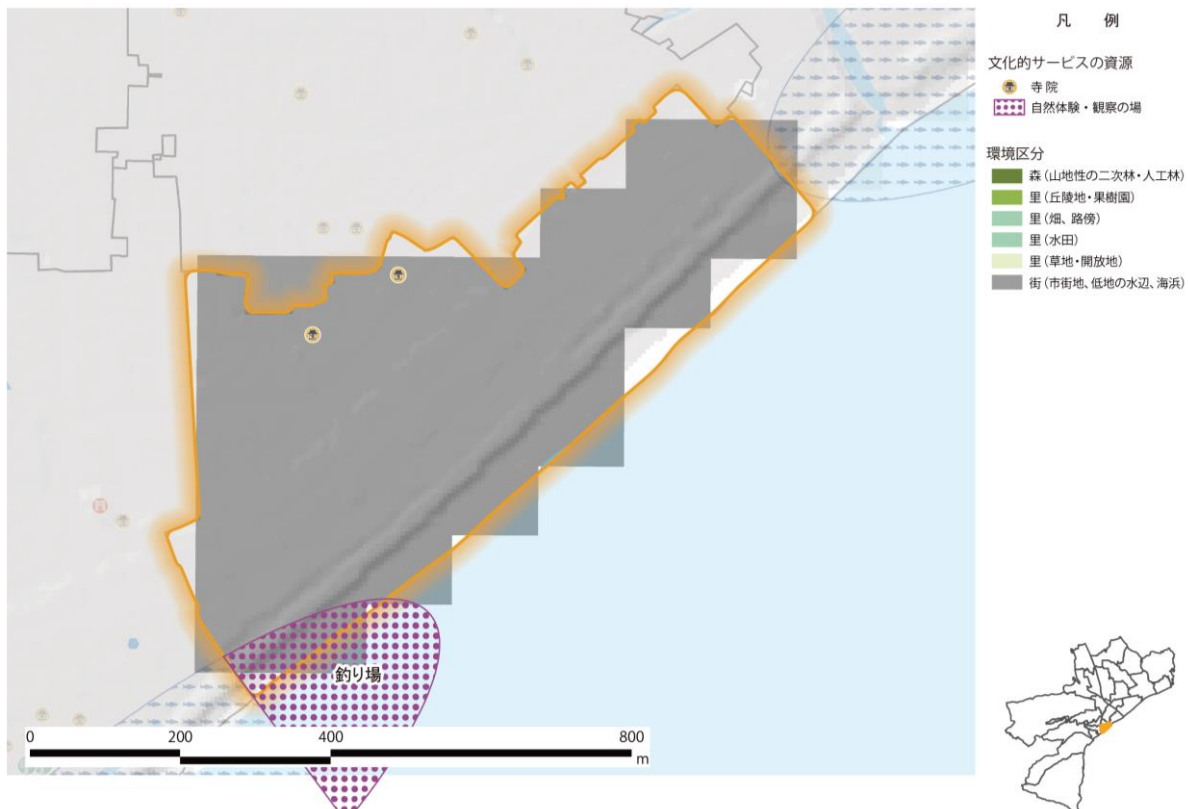 凡 例
文化的サービスの資源
寺院
自然体験・観察の場
環境区分
森（山地性の二次林・人工林）
里（丘陵地・果樹園）
里（畑、路傍）
里（水田）
里（草地・開放地）
街（市街地、低地の水辺、海浜）
釣り場
0 200 400 800
m